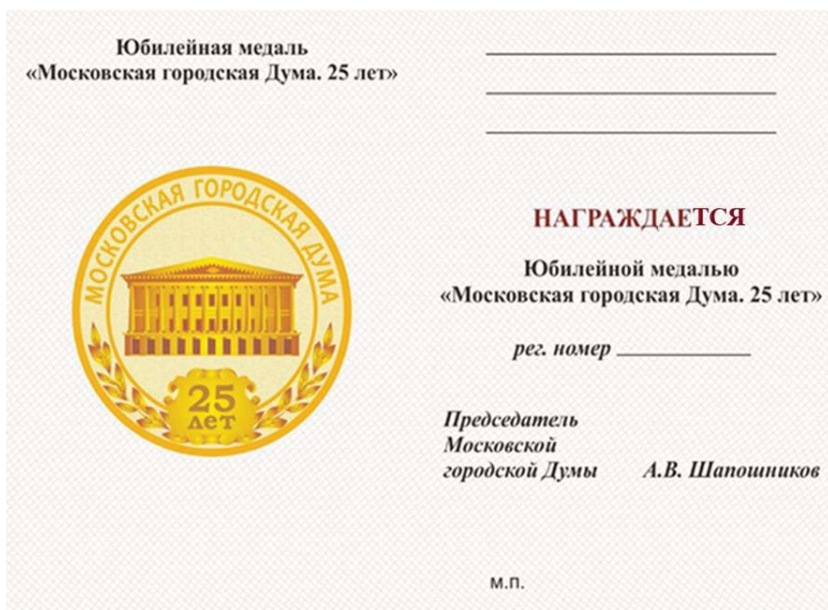 Юбилейная медаль
«Московская городская Дума. 25 лет»
МОСКОВСКАЯ ГОРОДСКАЯ ДУМА
25
лет
НАГРАЖДАЕТСЯ
Юбилейной медалью
«Московская городская Дума. 25 лет»
рег. номер
Председатель
Московской
городской Думы А.В. Шапошников
м.п.